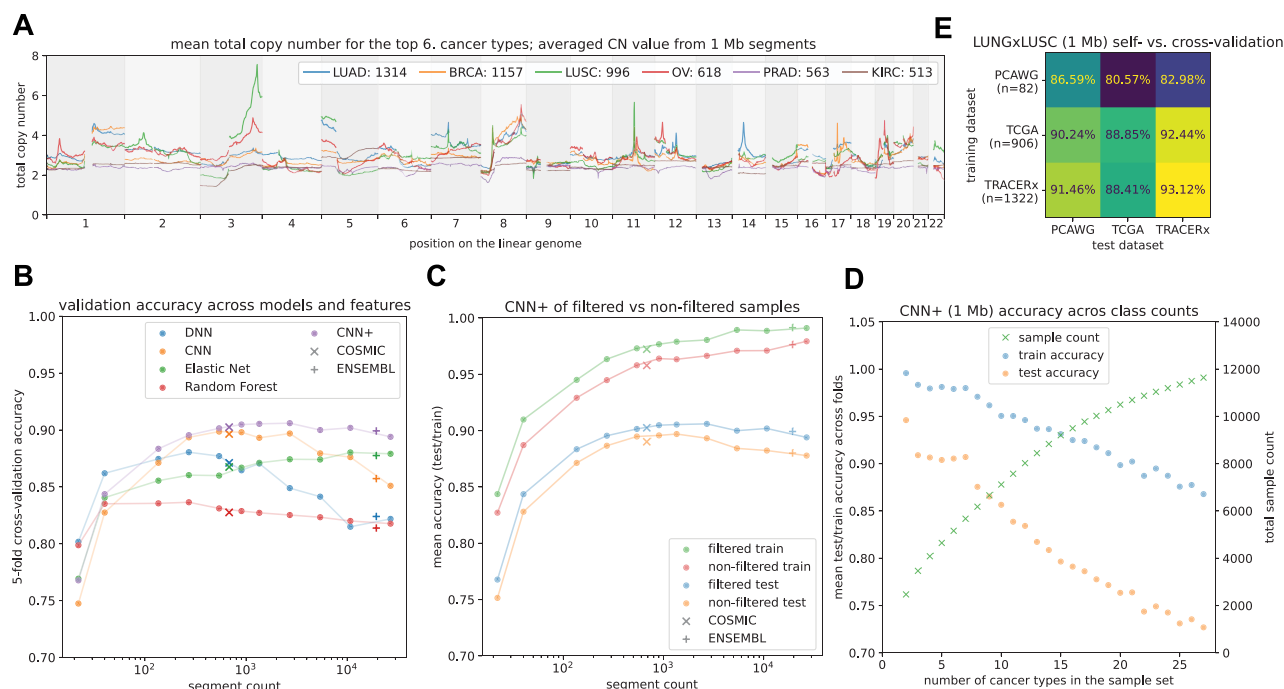 A
mean total copy number for the top 6. cancer types; averaged CN value from 1 Mb segments
LUAD: 1314 BRCA: 1157 LUSC: 996 OV: 618 PRAD: 563 KIRC: 513
total copy number
8
6
4
2
0
1 2 3 4 5 6 7 8 9 10 11 12 13 14 15 16 17 18 19 20 21 22
position on the linear genome
E
LUNGxLUSC (1 Mb) self- vs. cross-validation
training dataset
PCAWG
(n=82)
86.59% 80.57% 82.98%
TCGA
(n=906)
90.24% 88.85% 92.44%
TRACERx
(n=1322)
91.46% 88.41% 93.12%
PCAWG TCGA TRACERx
test dataset
B
validation accuracy across models and features
DNN
CNN
Elastic Net
Random Forest
CNN+
COSMIC
ENSEMBL
5-fold cross-validation accuracy
1.00
0.95
0.90
0.85
0.80
0.75
0.70
10²
10³
10⁴
segment count
C
CNN+ of filtered vs non-filtered samples
mean accuracy (test/train)
1.00
0.95
0.90
0.85
0.80
0.75
0.70
filtered train
non-filtered train
filtered test
non-filtered test
COSMIC
ENSEMBL
10²
10³
10⁴
segment count
D
CNN+ (1 Mb) accuracy acros class counts
sample count
train accuracy
test accuracy
mean test/train accuracy across folds
1.05
1.00
0.95
0.90
0.85
0.80
0.75
0.70
total sample count
14000
12000
10000
8000
6000
4000
2000
0
0 5 10 15 20 25
number of cancer types in the sample set